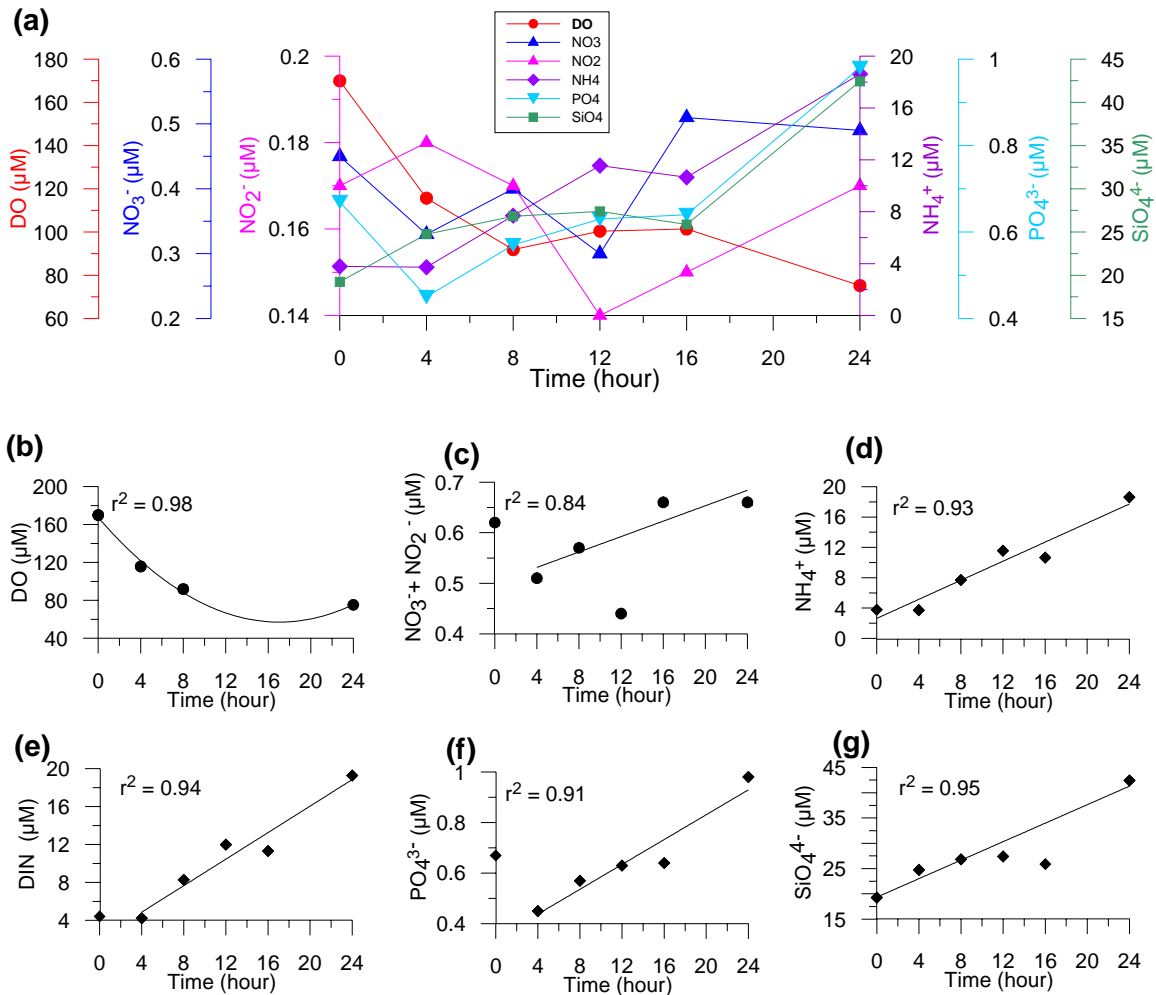 (a)
DO
NO3
NO2
NH4
PO4
SiO4
180
160
140
120
100
80
60
DO (µM)
0.6
0.5
0.4
0.3
0.2
NO₃⁻ (µM)
0.2
0.18
0.16
0.14
NO₂⁻ (µM)
20
16
12
8
4
0
NH₄⁺ (µM)
1
0.8
0.6
0.4
PO₄³⁻ (µM)
45
40
35
30
25
20
15
SiO₄⁴⁻ (µM)
0 4 8 12 16 20 24
Time (hour)
(b)
r² = 0.98
200
160
120
80
40
DO (µM)
0 4 8 12 16 20 24
Time (hour)
(c)
r² = 0.84
0.7
0.6
0.5
0.4
NO₃⁻+ NO₂⁻ (µM)
0 4 8 12 16 20 24
Time (hour)
(d)
r² = 0.93
20
16
12
8
4
0
NH₄⁺ (µM)
0 4 8 12 16 20 24
Time (hour)
(e)
r² = 0.94
20
16
12
8
4
DIN (µM)
0 4 8 12 16 20 24
Time (hour)
(f)
r² = 0.91
1
0.8
0.6
0.4
PO₄³⁻ (µM)
0 4 8 12 16 20 24
Time (hour)
(g)
r² = 0.95
45
35
25
15
SiO₄⁴⁻ (µM)
0 4 8 12 16 20 24
Time (hour)